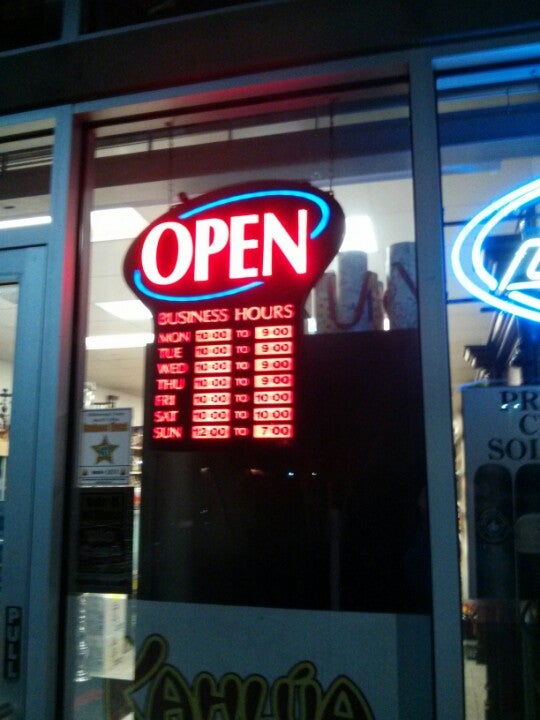 OPEN
BUSINESS HOURS
MON 10:00 TO 9:00
TUE 10:00 TO 9:00
WED 10:00 TO 9:00
THU 10:00 TO 9:00
FRI 10:00 TO 10:00
SAT 10:00 TO 10:00
SUN 12:00 TO 7:00
PULL
KAHLÚA